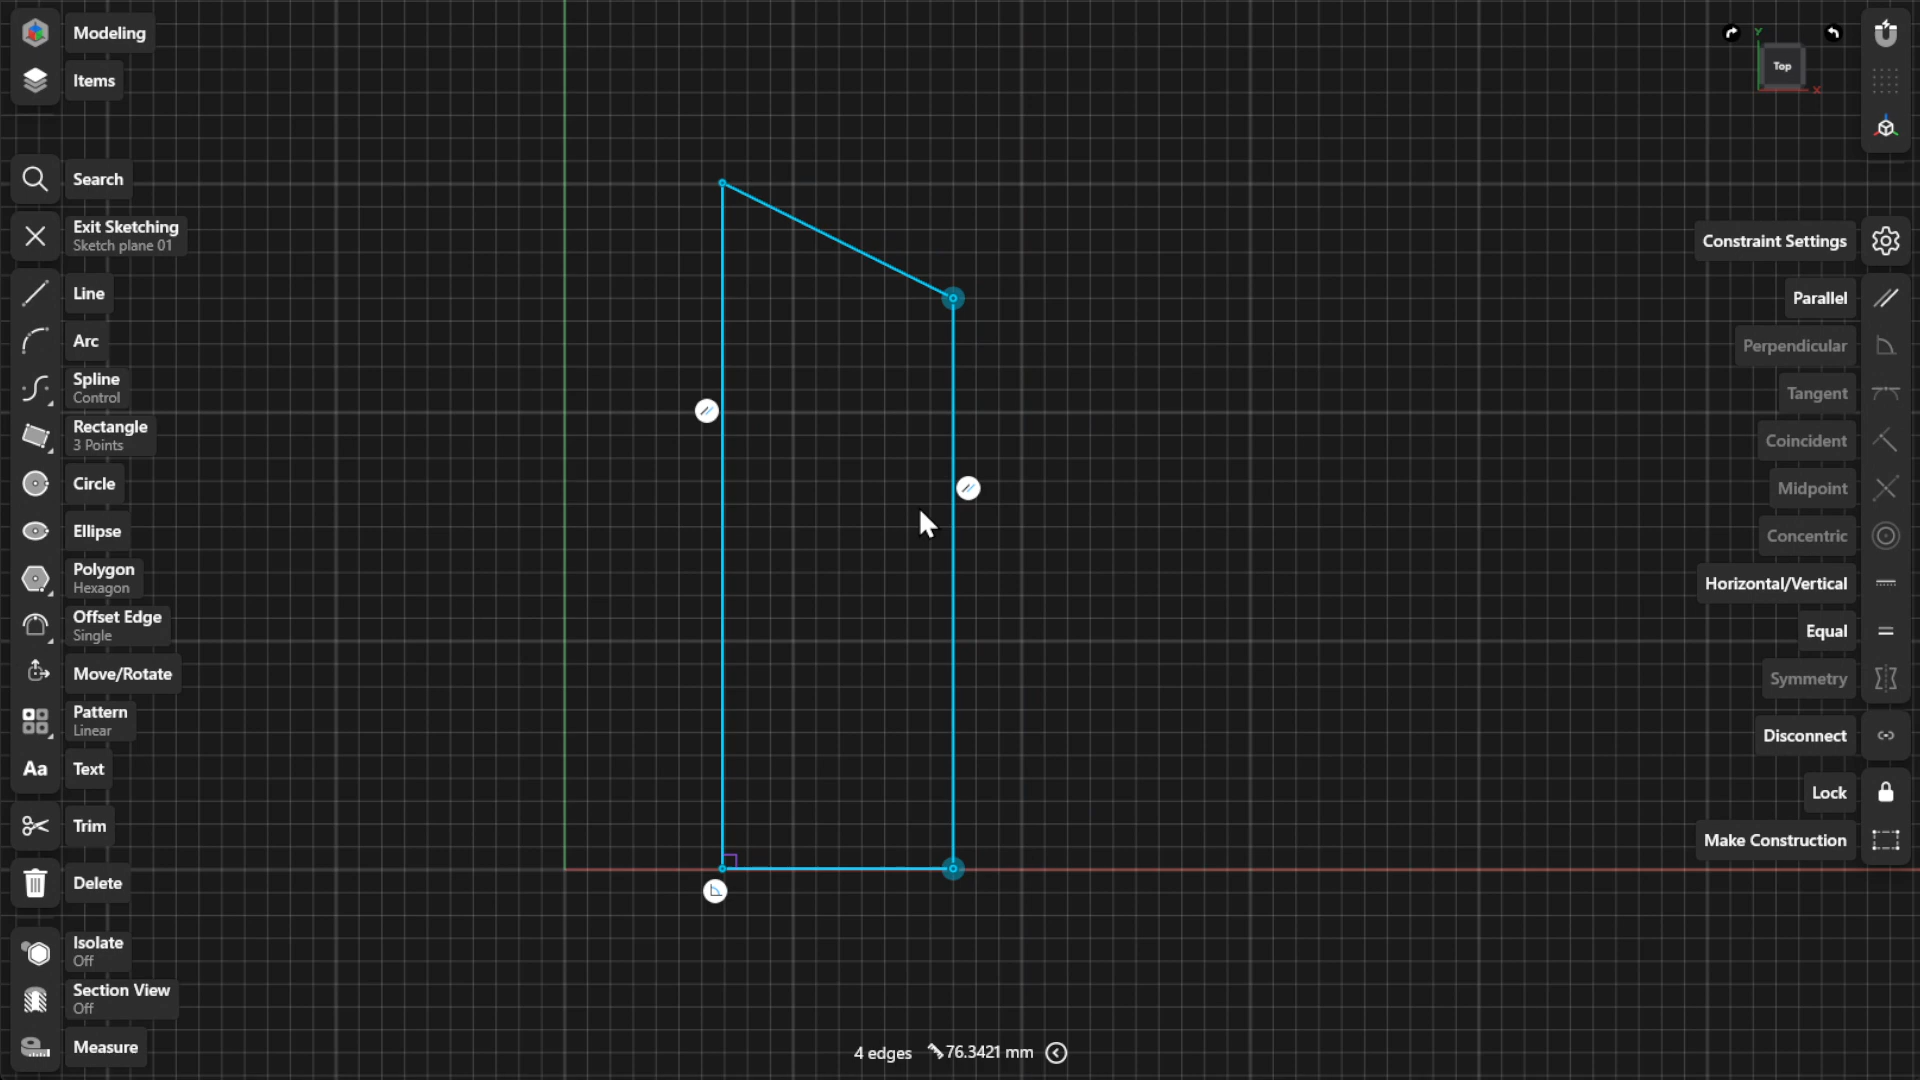 Modeling
Items
Search
Exit Sketching
Sketch plane 01
Line
Arc
Spline
Control
Rectangle
3 Points
Circle
Ellipse
Polygon
Hexagon
Offset Edge
Single
Move/Rotate
Pattern
Linear
Aa Text
Trim
Delete
Isolate
Off
Section View
Off
Measure
Y
Top
X
Constraint Settings
Parallel
Perpendicular
Tangent
Coincident
Midpoint
Concentric
Horizontal/Vertical
Equal
Symmetry
Disconnect
Lock
Make Construction
4 edges 76.3421 mm